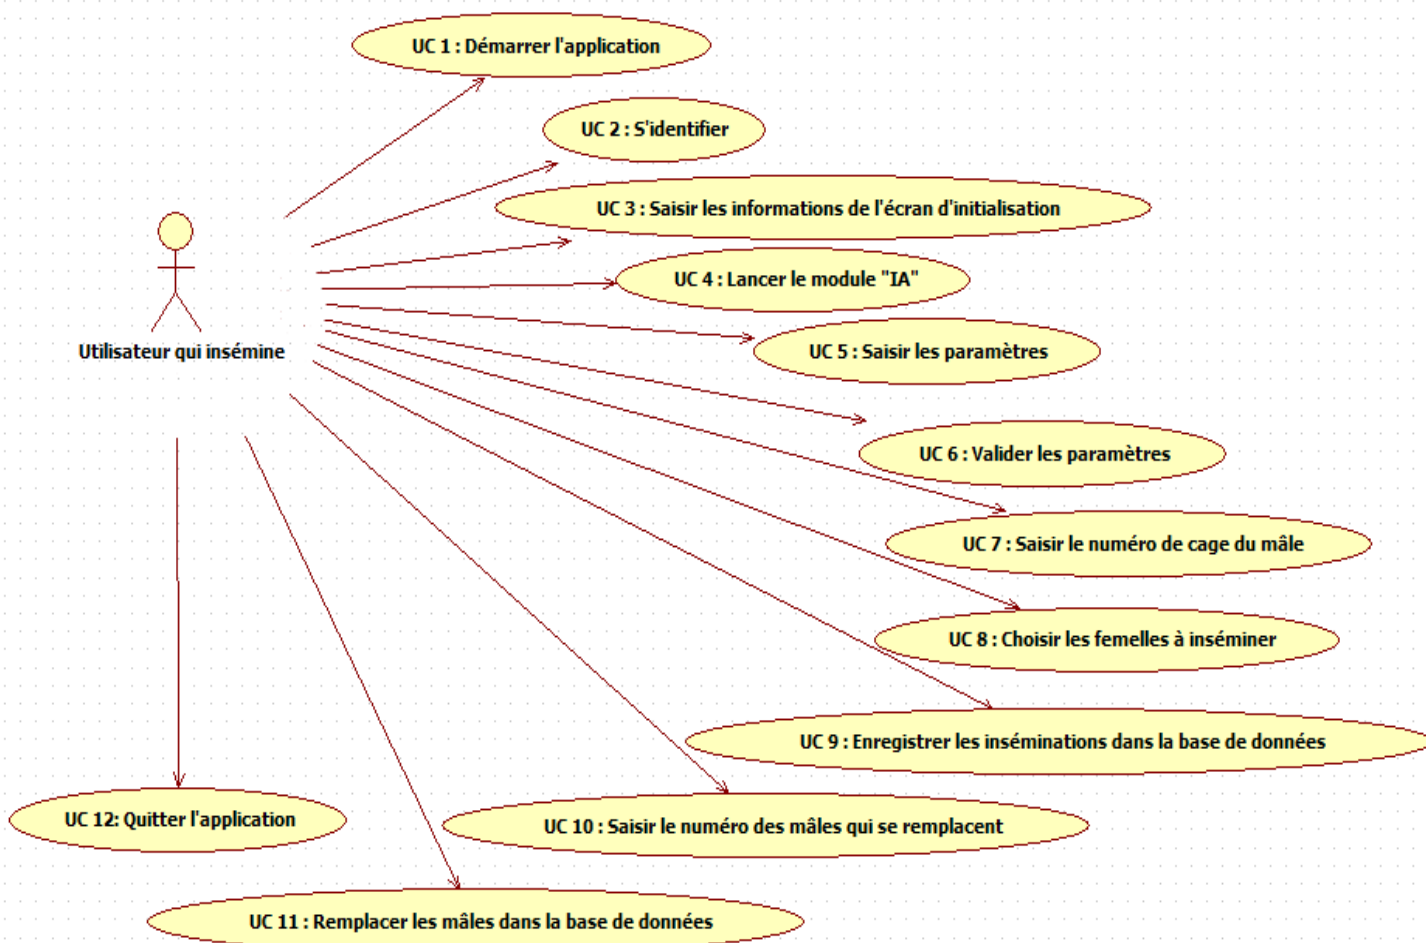 UC 1 : Démarrer l'application
UC 2 : S'identifier
UC 3 : Saisir les informations de l'écran d'initialisation
UC 4 : Lancer le module "IA"
Utilisateur qui insémine
UC 5 : Saisir les paramètres
UC 6 : Valider les paramètres
UC 7 : Saisir le numéro de cage du mâle
UC 8 : Choisir les femelles à inséminer
UC 9 : Enregistrer les inséminations dans la base de données
UC 12: Quitter l'application
UC 10 : Saisir le numéro des mâles qui se remplacent
UC 11 : Remplacer les mâles dans la base de données